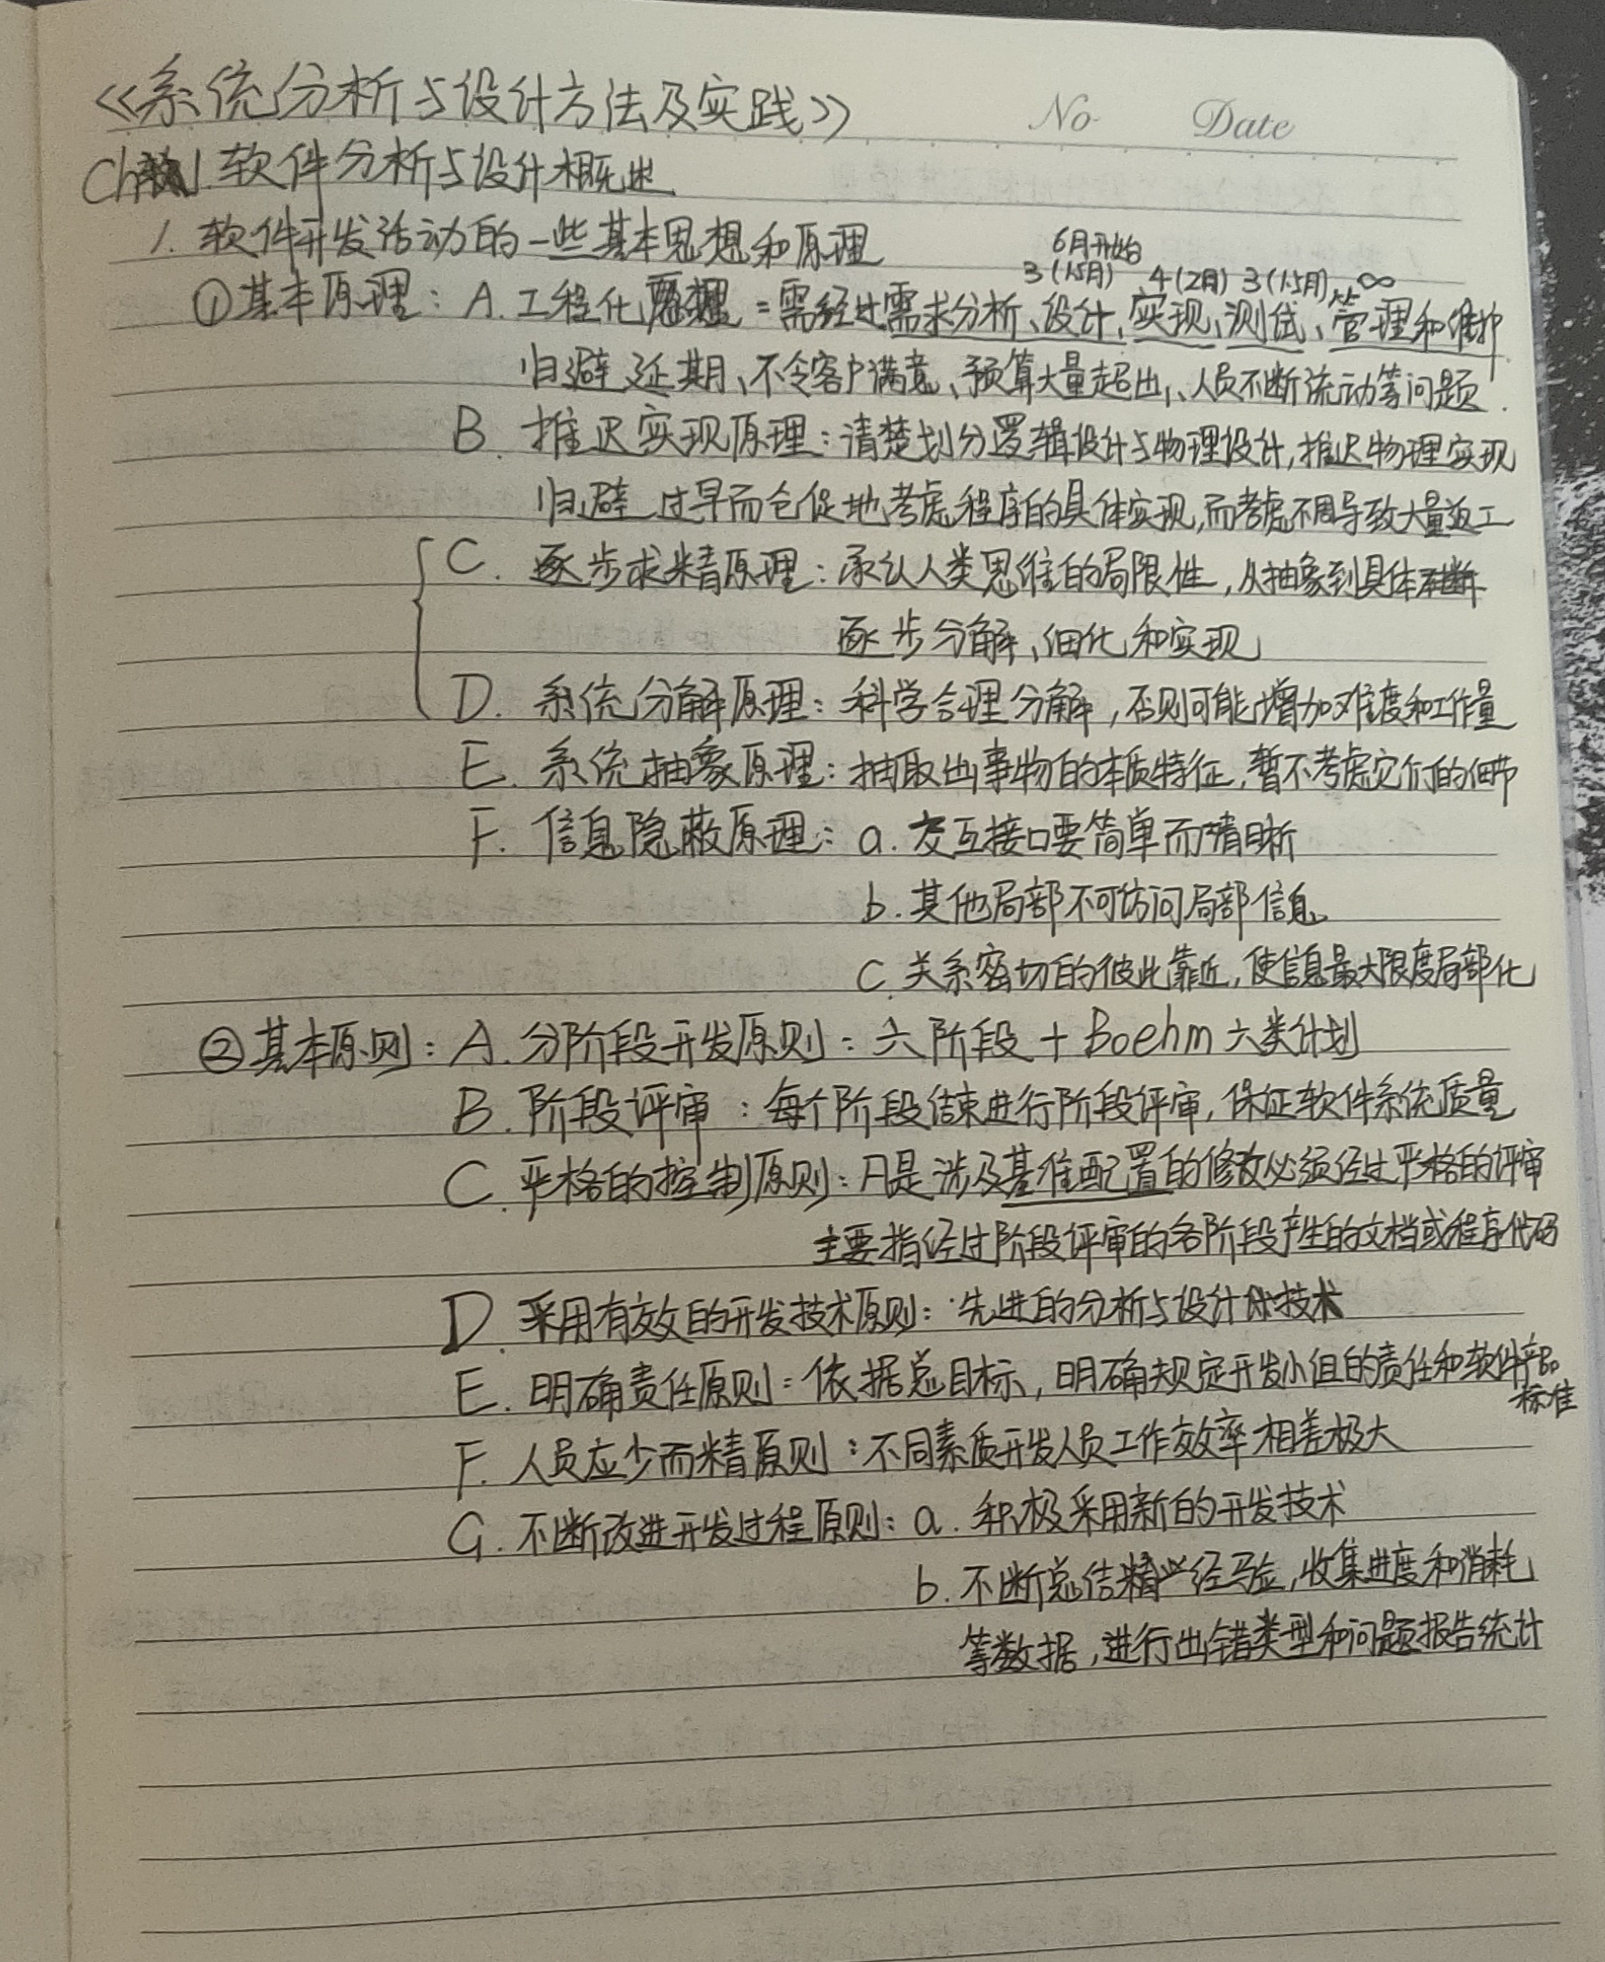 《系统分析与设计方法及实践》
No Date
Ch 1. 软件分析与设计概述
1. 软件开发活动的一些基本思想和原理
6月开始
3(1.5月) 4(2月) 3(1.5月) ∞
①基本原理: A. 工程化原理:需经过需求分析、设计、实现、测试、管理和维护
归避 延期、不令客户满意、预算大量超出、人员不断流动等问题.
B. 推迟实现原理:清楚划分逻辑设计与物理设计,推迟物理实现
归避 过早而仓促地考虑程序的具体实现,而考虑不周导致大量返工
C. 逐步求精原理:承认人类思维的局限性,从抽象到具体
逐步分解、细化和实现
D. 系统分解原理:科学合理分解,否则可能增加难度和工作量
E. 系统抽象原理:抽取出事物的本质特征,暂不考虑它们的细节
F. 信息隐蔽原理:a. 交互接口要简单而清晰
b. 其他局部不可访问局部信息
c. 关系密切的彼此靠近,使信息最大限度局部化
②基本原则: A. 分阶段开发原则:六阶段 + Boehm 六类计划
B. 阶段评审:每个阶段结束进行阶段评审,保证软件系统质量
C. 严格的控制原则:凡是涉及基准配置的修改必须经过严格的评审
主要指经过阶段评审的各阶段产生的文档或程序代码
D. 采用有效的开发技术原则:先进的分析与设计技术
E. 明确责任原则:依据总目标,明确规定开发小组的责任和软件产品
标准
F. 人员应少而精原则:不同素质开发人员工作效率相差极大
G. 不断改进开发过程原则:a. 积极采用新的开发技术
b. 不断总结经验,收集进度和消耗
等数据,进行出错类型和问题报告统计